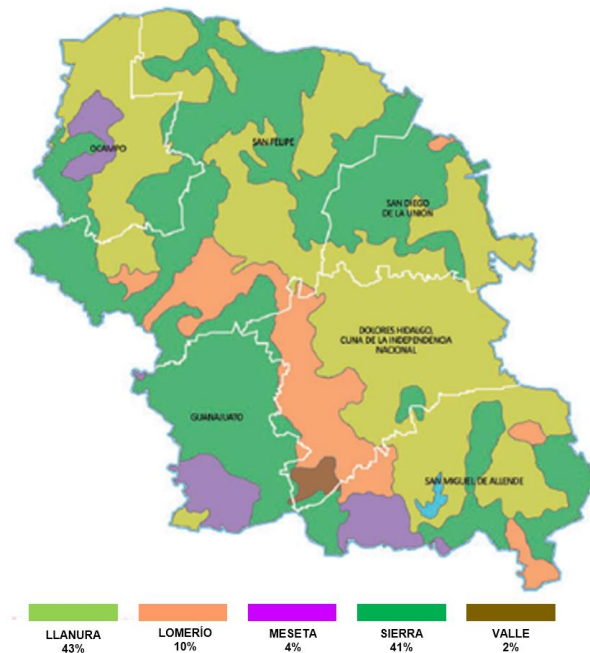 SAN FELIPE
OCAMPO
SAN DIEGO
DE LA UNIÓN
DOLORES HIDALGO,
CUNA DE LA INDEPENDENCIA
NACIONAL
GUANAJUATO
SAN MIGUEL DE ALLENDE
LLANURA LOMERÍO MESETA SIERRA VALLE
43% 10% 4% 41% 2%